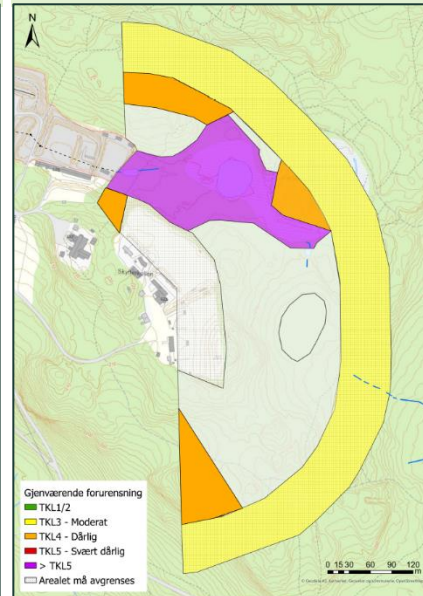 N
Skytebanen
Gjenværende forurensning
TKL1/2
TKL3 - Moderat
TKL4 - Dårlig
TKL5 - Svært dårlig
> TKL5
Arealet må avgrenses
0 15 30 60 90 120
m